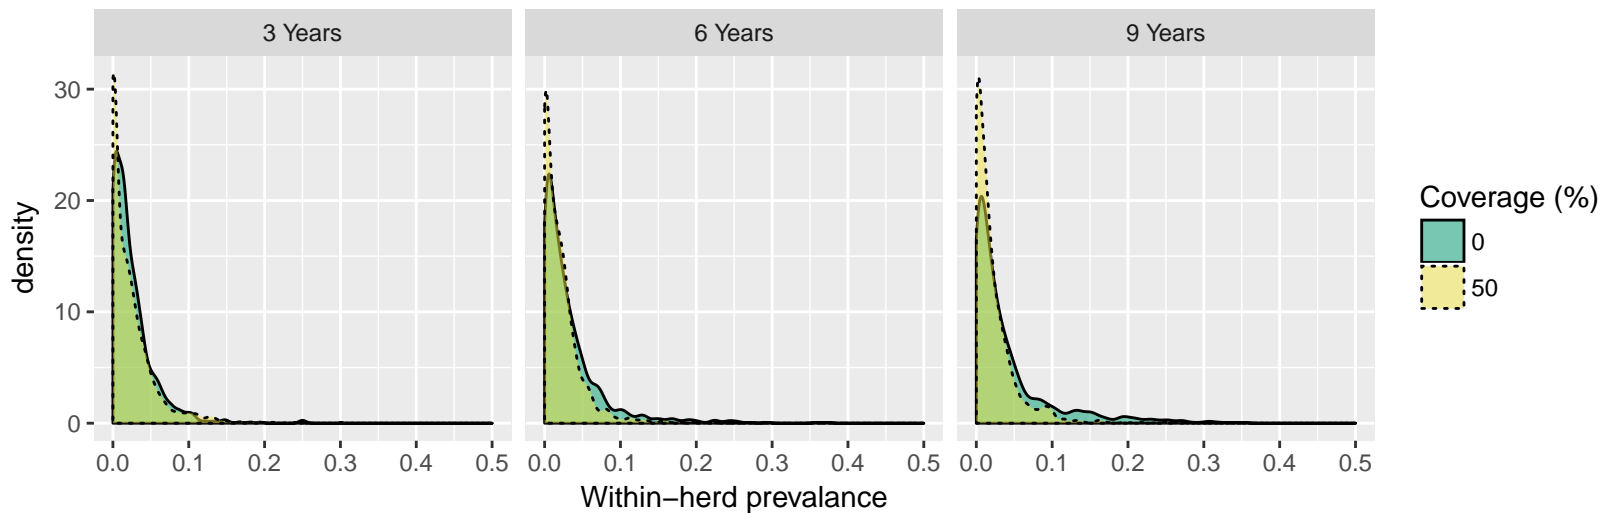 3 Years
6 Years
9 Years
density
30
20
10
0
0.0 0.1 0.2 0.3 0.4 0.5
0.0 0.1 0.2 0.3 0.4 0.5
0.0 0.1 0.2 0.3 0.4 0.5
Within−herd prevalance
Coverage (%)
0
50